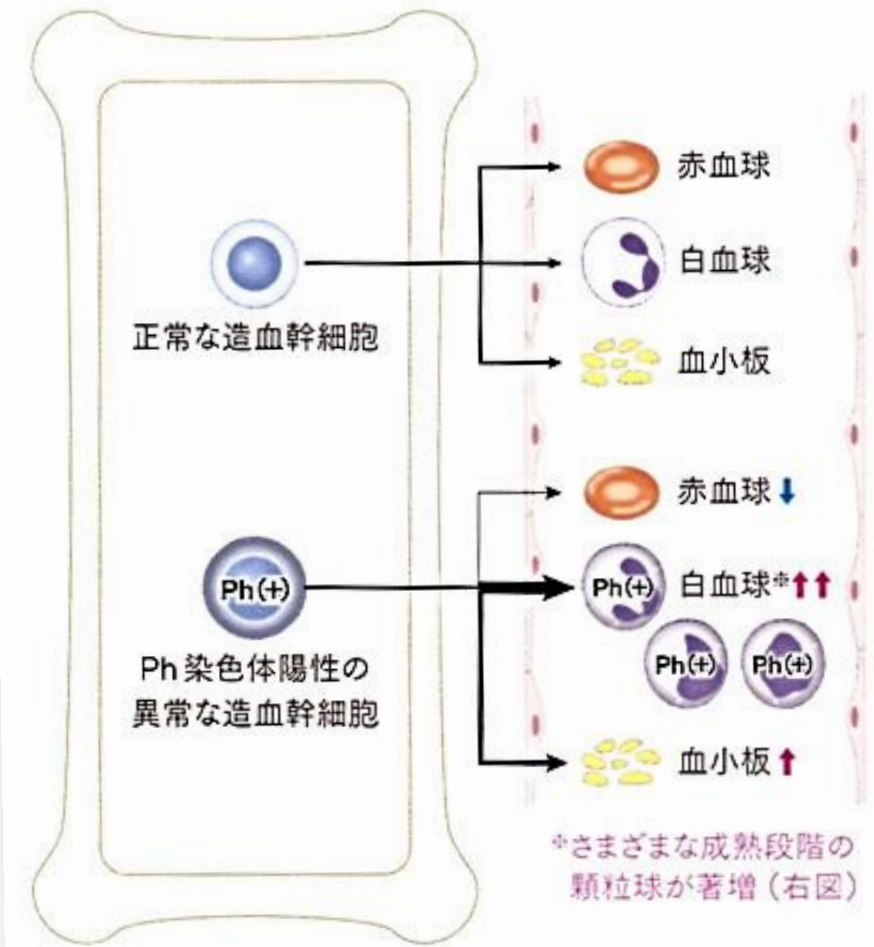 赤血球
白血球
正常な造血幹細胞
血小板
赤血球⬇
Ph(+)
Ph(+)
白血球※⬆⬆
Ph(+)
Ph(+)
Ph染色体陽性の
異常な造血幹細胞
血小板⬆
※さまざまな成熟段階の
顆粒球が著増（右図）